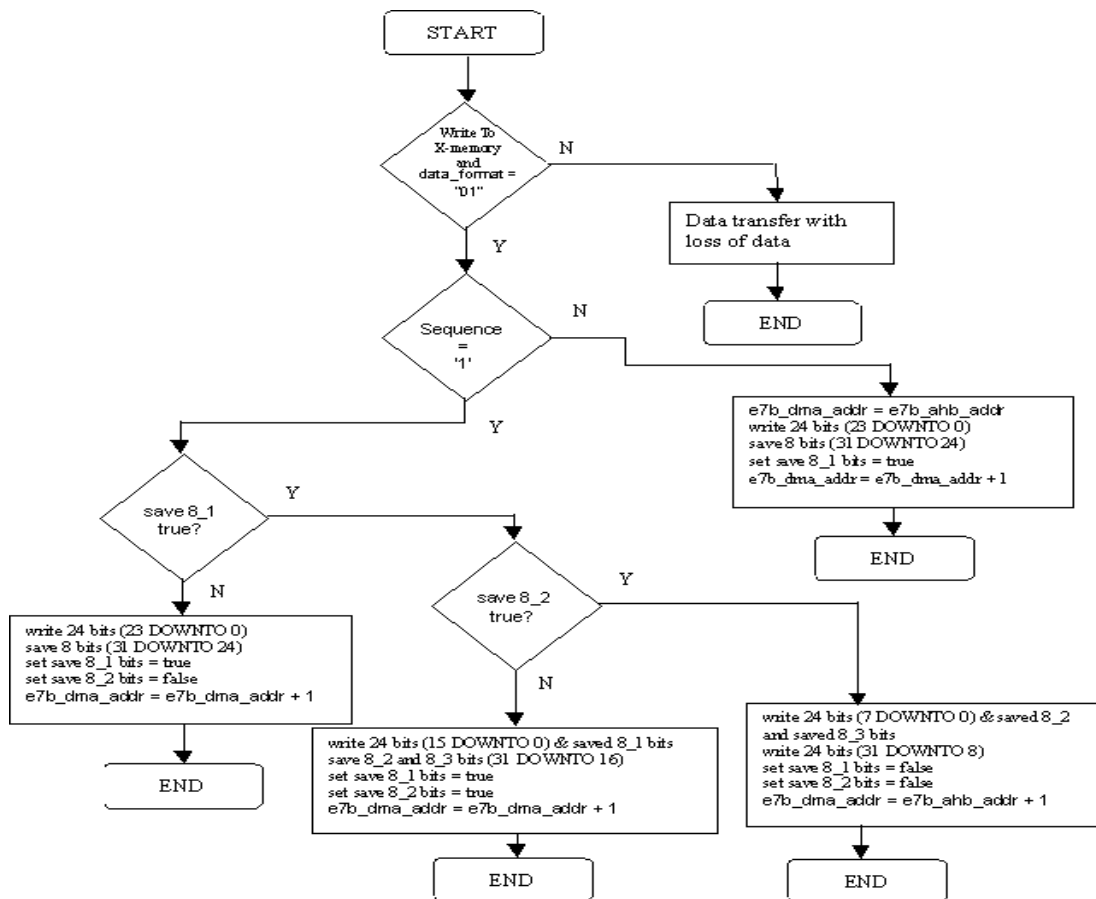 START
Write To
X-memory
and
data_format =
"01"
N
Y
Data transfer with
loss of data
END
Sequence
=
'1'
N
Y
e7b_dma_addr = e7b_ahb_addr
write 24 bits (23 DOWNTO 0)
save 8 bits (31 DOWNTO 24)
set save 8_1 bits = true
e7b_dma_addr = e7b_dma_addr + 1
END
save 8_1
true?
Y
N
save 8_2
true?
Y
N
write 24 bits (23 DOWNTO 0)
save 8 bits (31 DOWNTO 24)
set save 8_1 bits = true
set save 8_2 bits = false
e7b_dma_addr = e7b_dma_addr + 1
END
write 24 bits (15 DOWNTO 0) & saved 8_1 bits
save 8_2 and 8_3 bits (31 DOWNTO 16)
set save 8_1 bits = true
set save 8_2 bits = true
e7b_dma_addr = e7b_dma_addr + 1
END
write 24 bits (7 DOWNTO 0) & saved 8_2
and saved 8_3 bits
write 24 bits (31 DOWNTO 8)
set save 8_1 bits = false
set save 8_2 bits = false
e7b_dma_addr = e7b_ahb_addr + 1
END